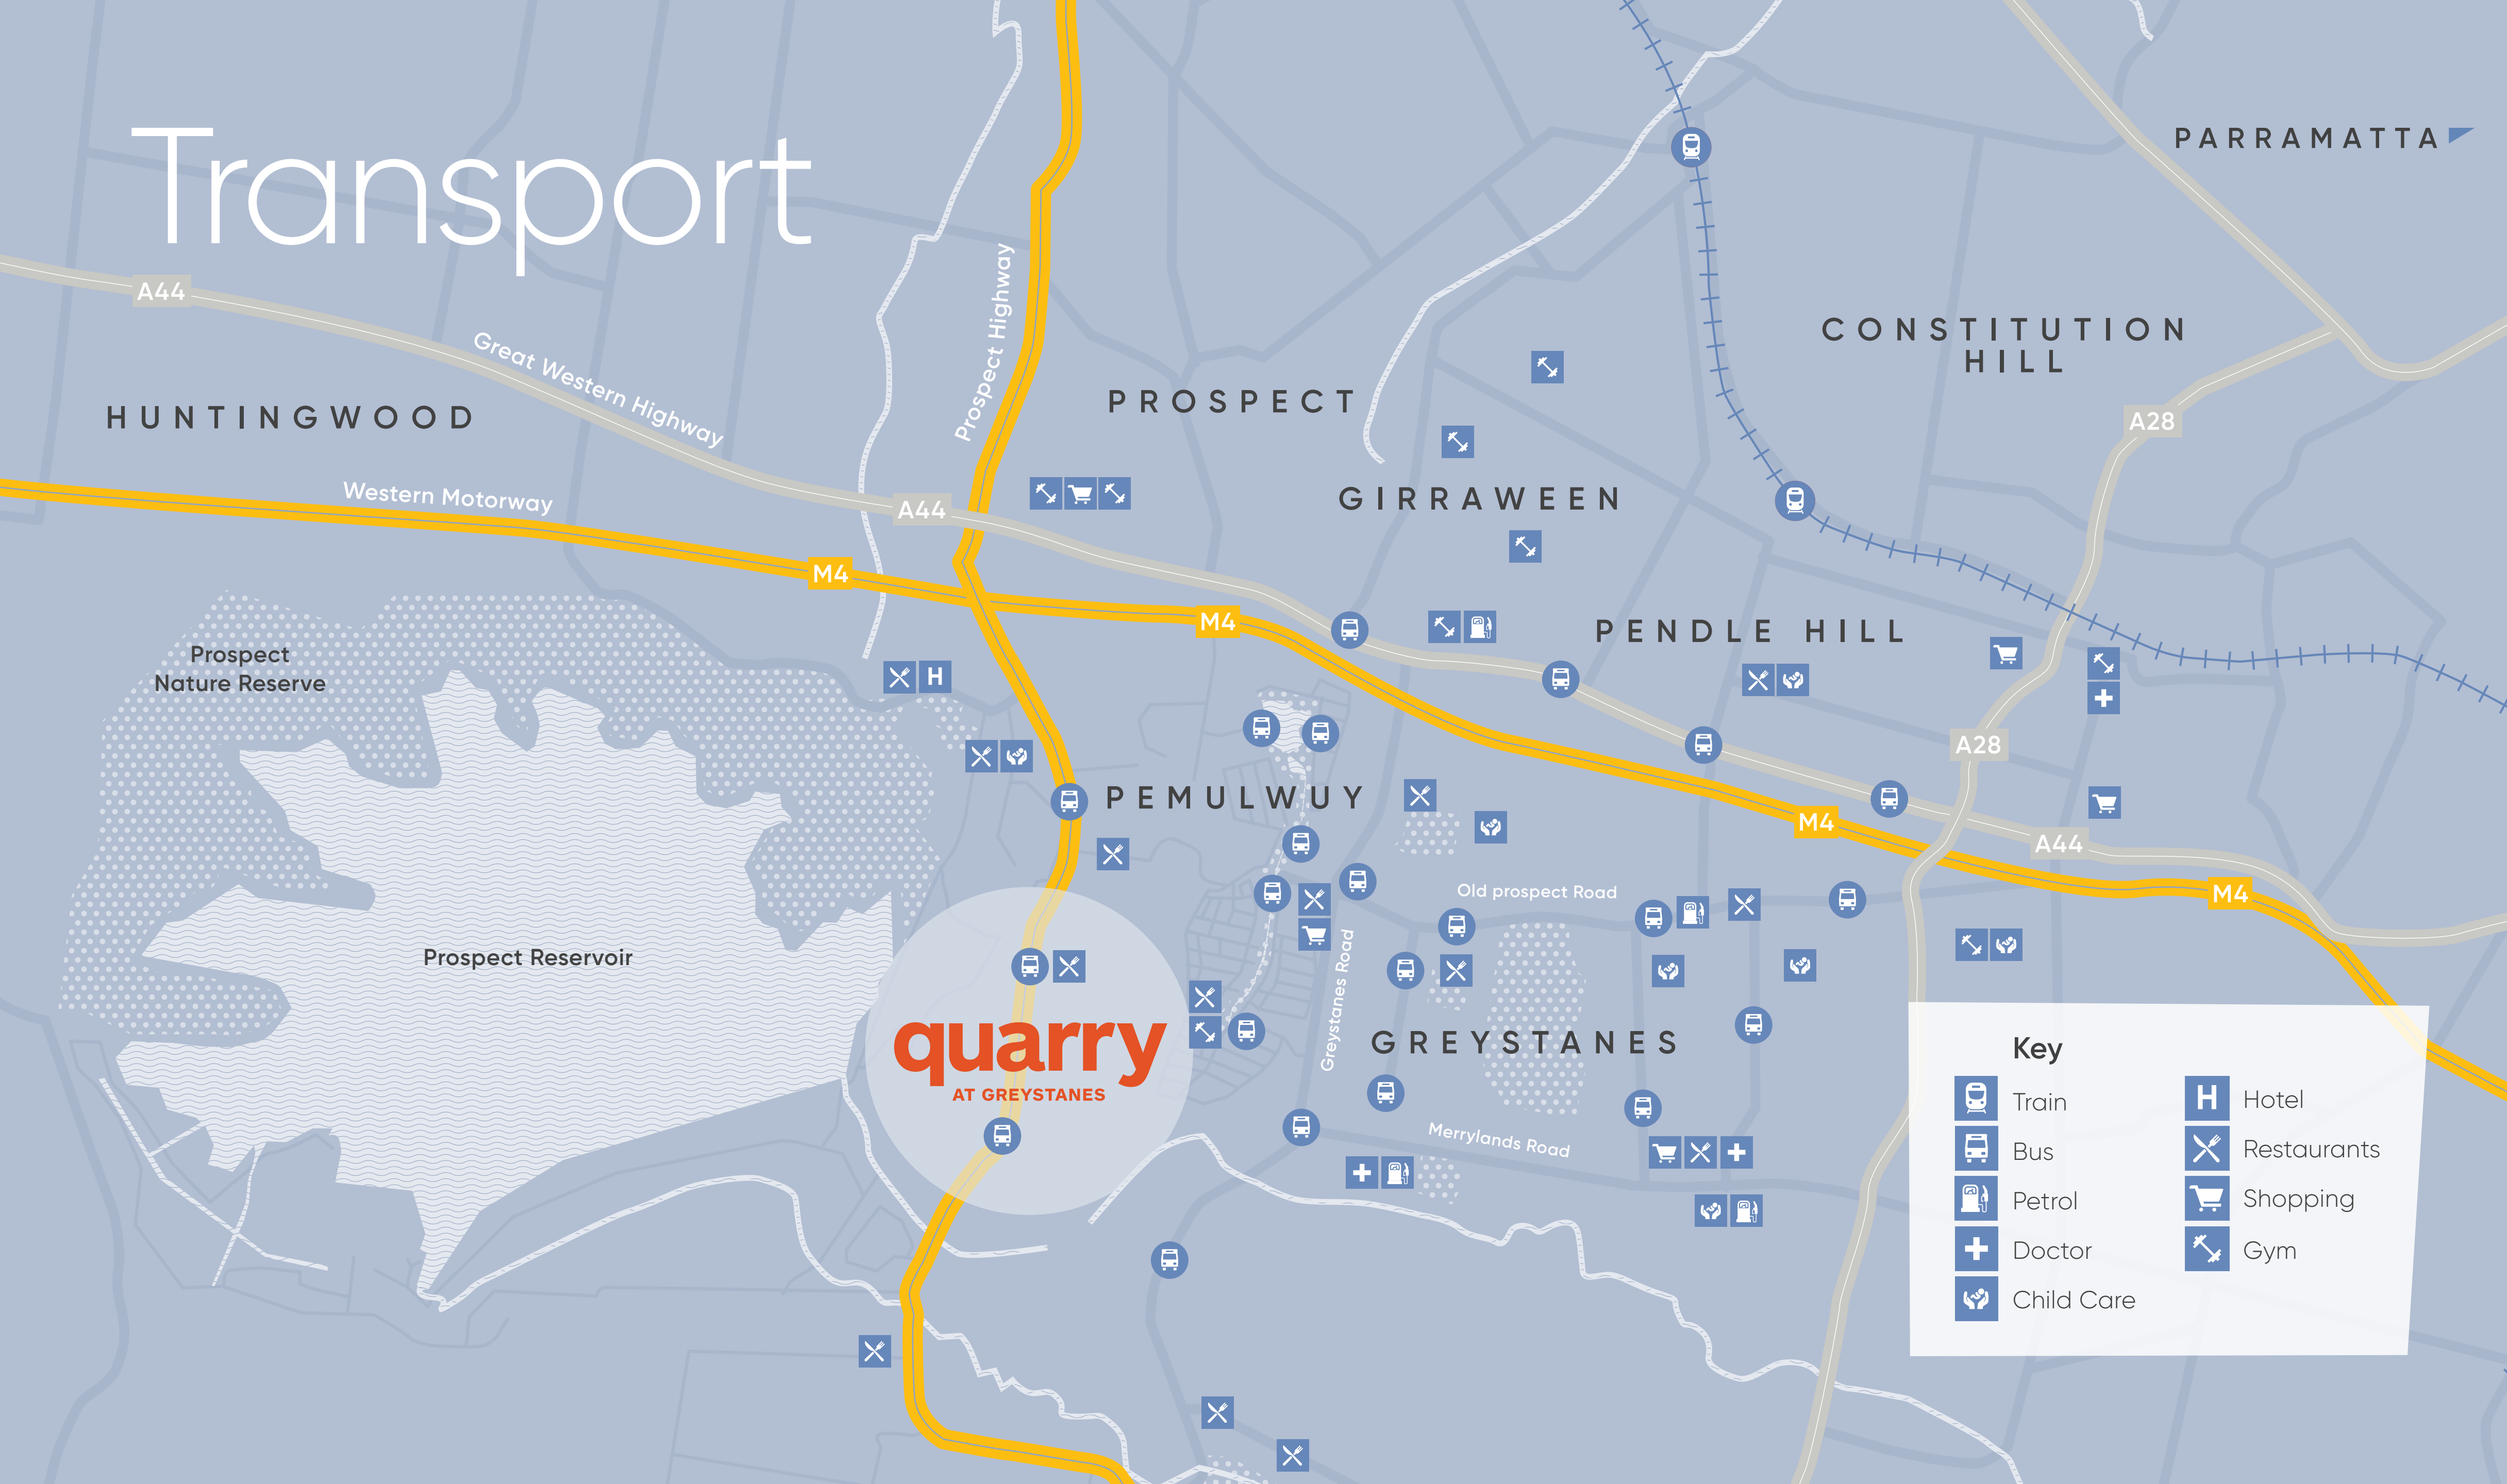 Transport
PARRAMATTA
A44
Great Western Highway
Prospect Highway
CONSTITUTION
HILL
HUNTINGWOOD
PROSPECT
A28
Western Motorway
A44
GIRRAWEEN
M4
M4
PENDLE HILL
Prospect
Nature Reserve
H
A28
PEMULWUY
M4
A44
Old prospect Road
M4
Prospect Reservoir
Greystanes Road
quarry
AT GREYSTANES
GREYSTANES
Merrylands Road
Key
Train
Bus
Petrol
Doctor
Child Care
H Hotel
Restaurants
Shopping
Gym